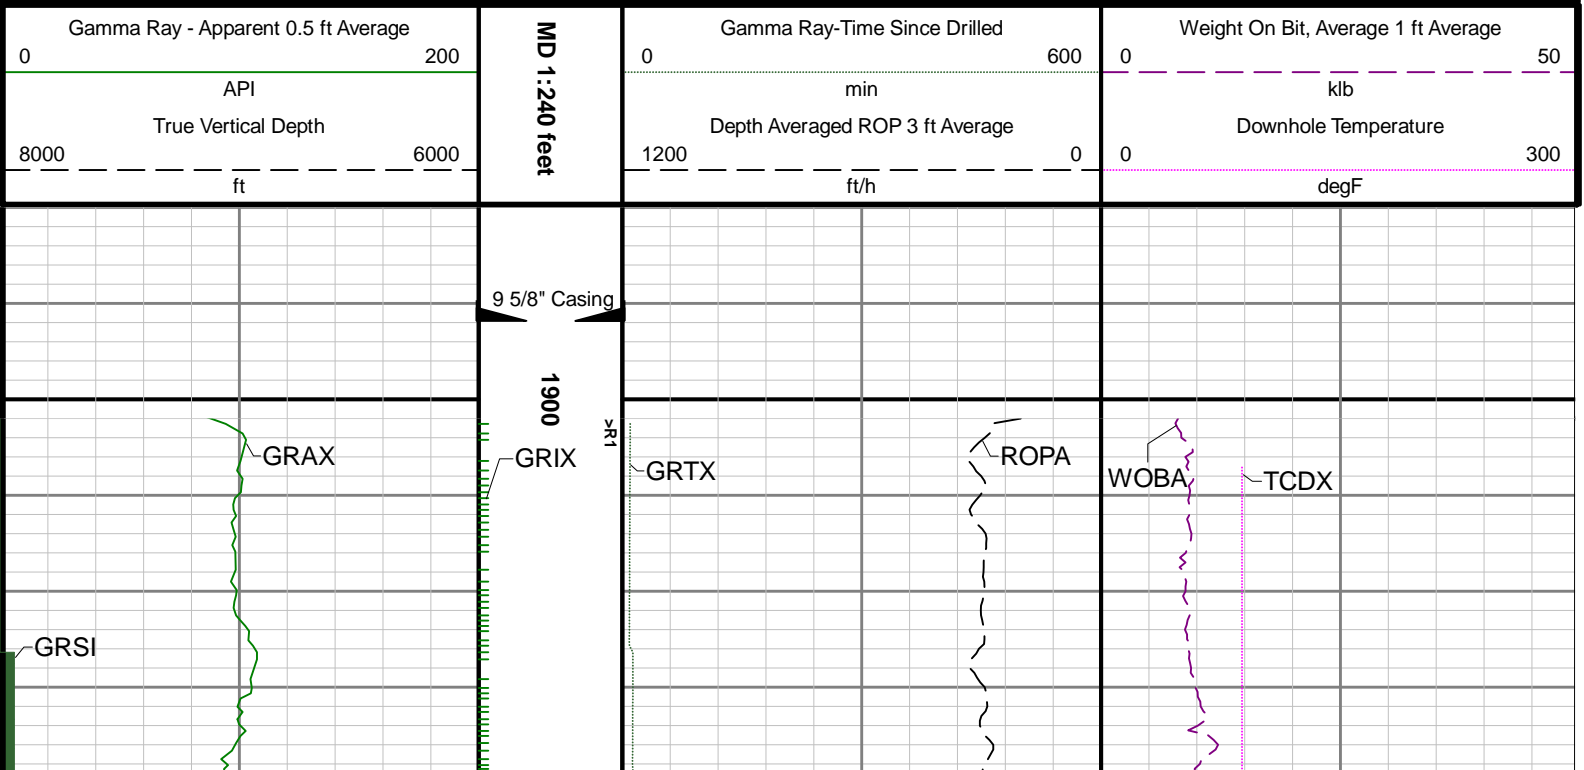 Gamma Ray - Apparent 0.5 ft Average
0 200
API
True Vertical Depth
8000 6000
ft
MD 1:240 feet
Gamma Ray-Time Since Drilled
0 600
min
Depth Averaged ROP 3 ft Average
1200 0
ft/h
Weight On Bit, Average 1 ft Average
0 50
klb
Downhole Temperature
0 300
degF
9 5/8" Casing
1900
>R1
GRAX
GRIX
GRTX
ROPA
WOBA
TCDX
GRSI